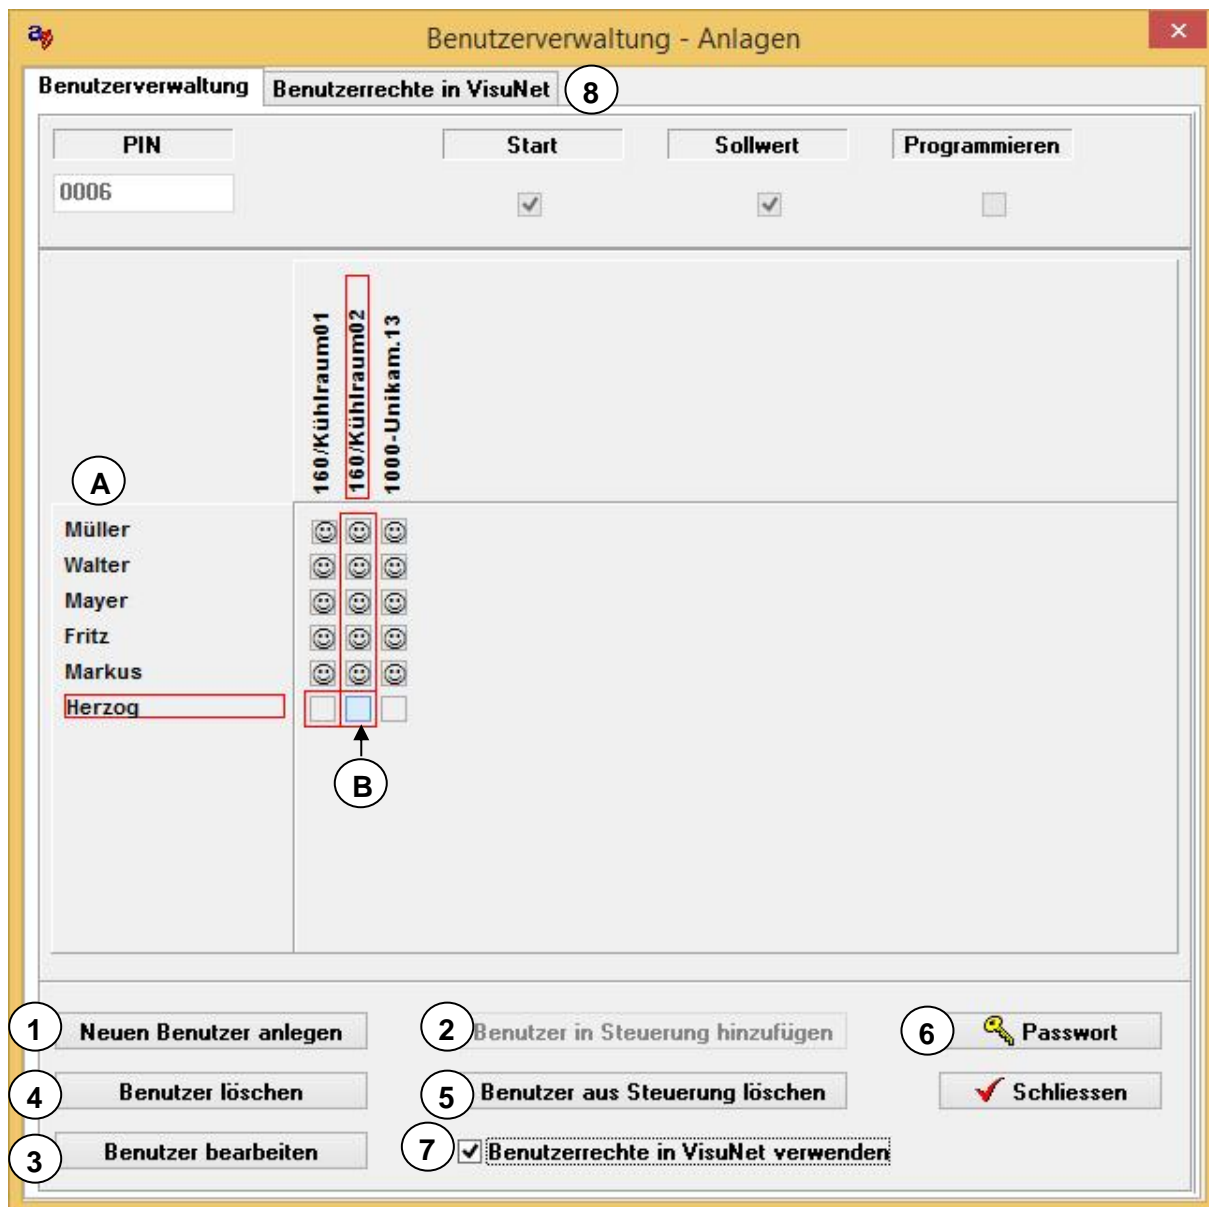 Benutzerverwaltung - Anlagen
Benutzerverwaltung Benutzerrechte in VisuNet 8
PIN Start Sollwert Programmieren
0006
160/Kühlraum01
160/Kühlraum02
1000-Unikam.13
A
Müller
Walter
Mayer
Fritz
Markus
Herzog
B
1 Neuen Benutzer anlegen 2 Benutzer in Steuerung hinzufügen 6 Passwort
4 Benutzer löschen 5 Benutzer aus Steuerung löschen Schliessen
3 Benutzer bearbeiten 7 Benutzerrechte in VisuNet verwenden